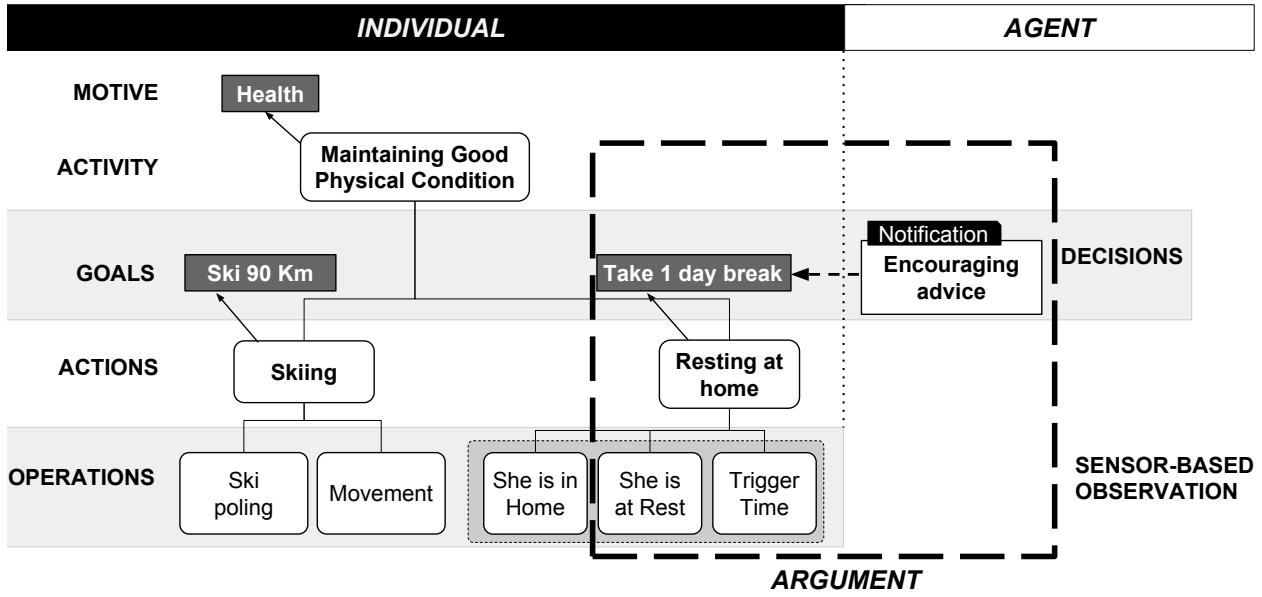 INDIVIDUAL
AGENT
MOTIVE
Health
ACTIVITY
Maintaining Good
Physical Condition
GOALS
Ski 90 Km
Take 1 day break
Notification
Encouraging
advice
DECISIONS
ACTIONS
Skiing
Resting at
home
OPERATIONS
Ski
poling
Movement
She is in
Home
She is
at Rest
Trigger
Time
SENSOR-BASED
OBSERVATION
ARGUMENT